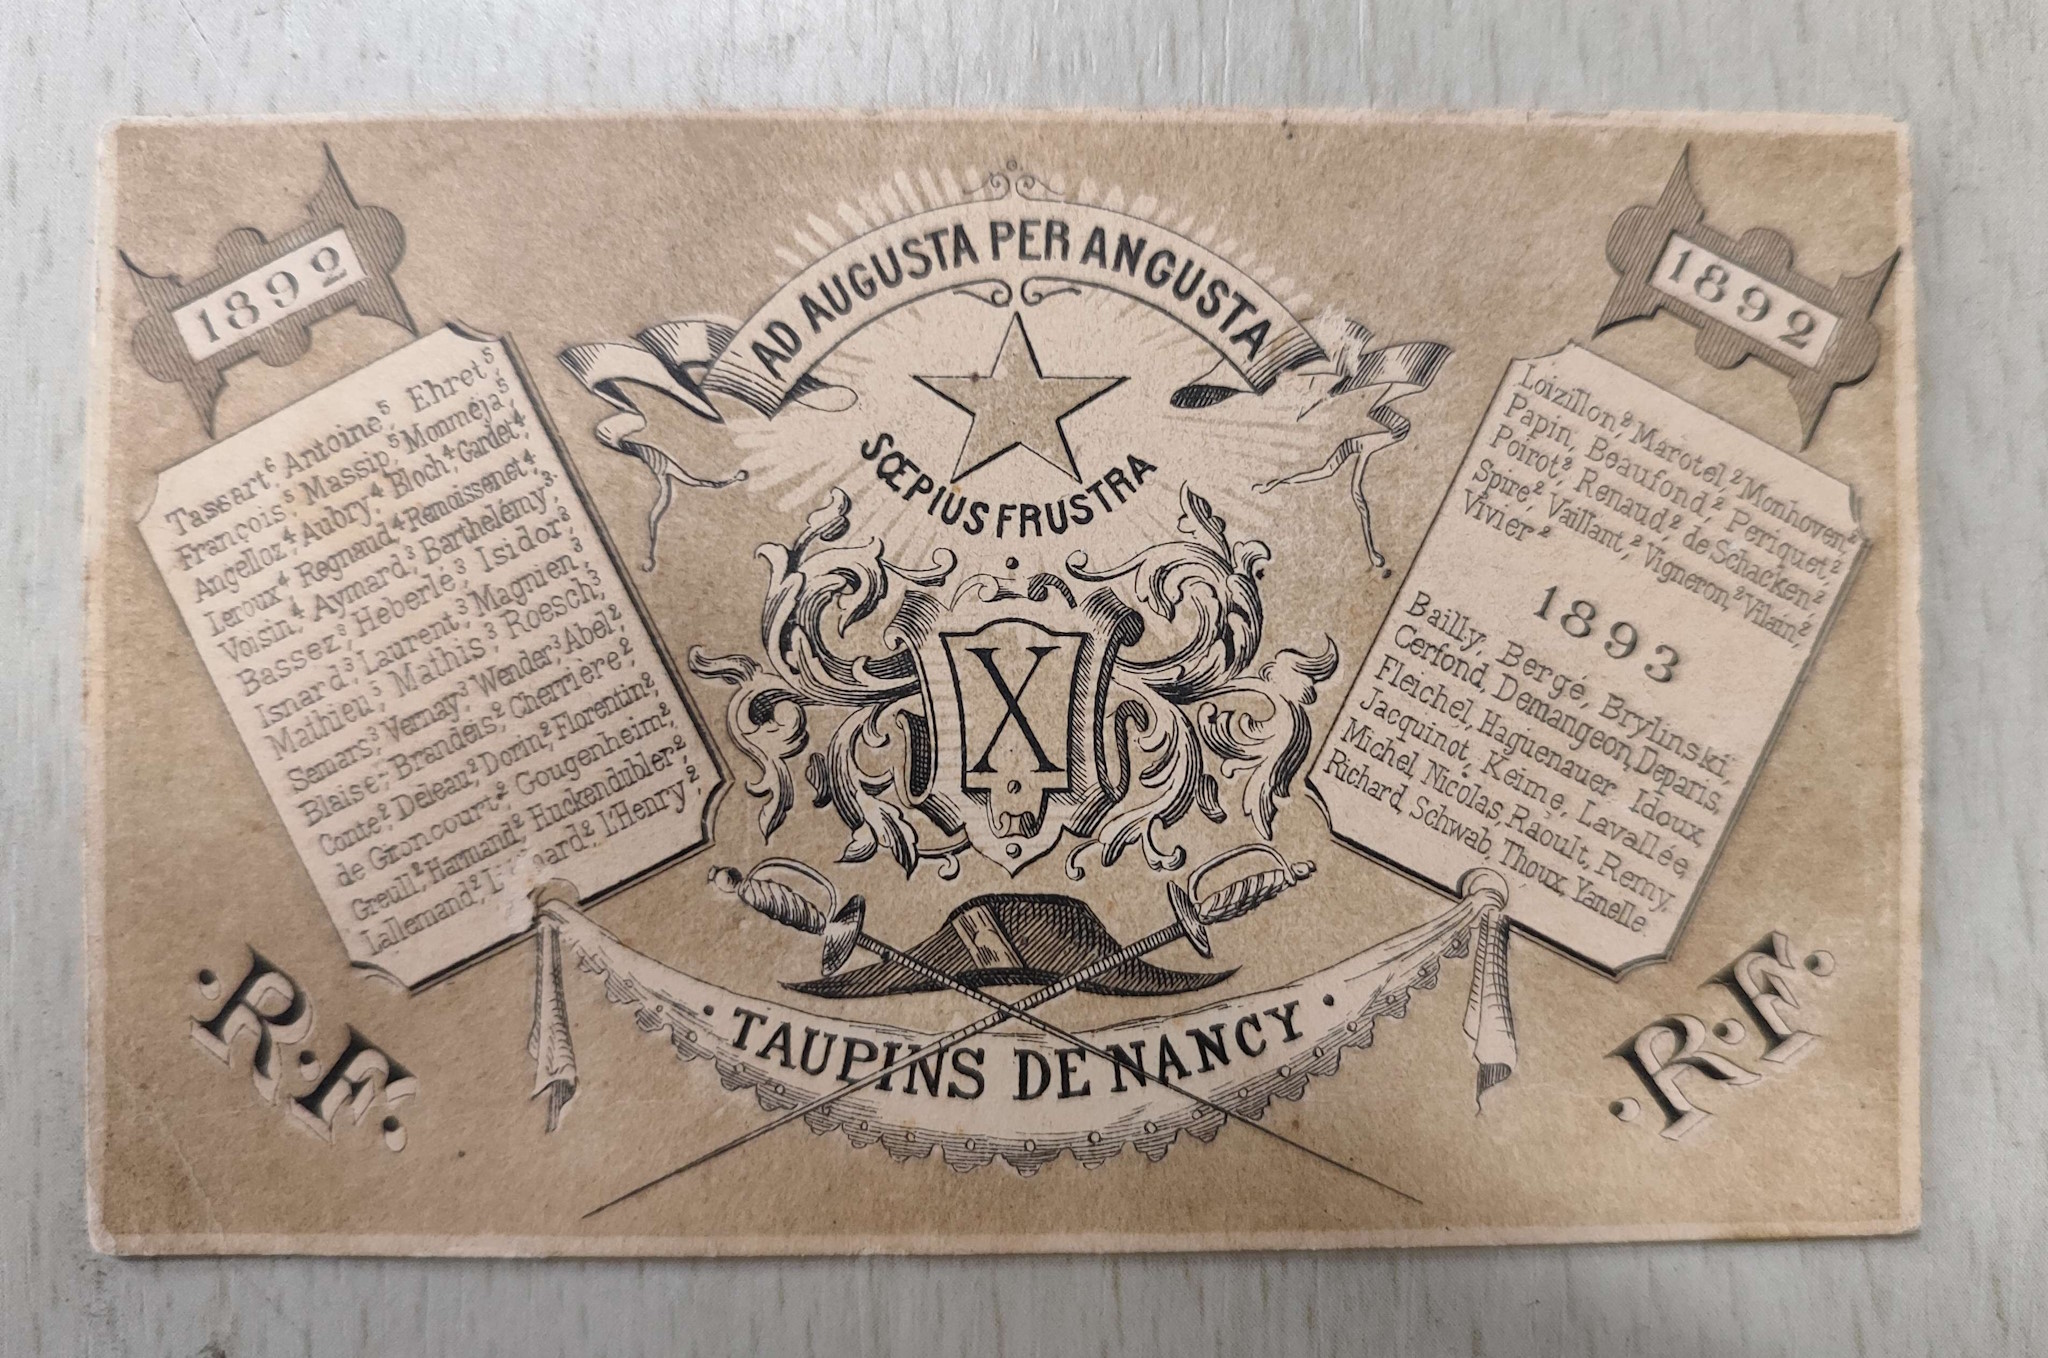 1892
Tassart,⁶ Antoine,⁵ Ehret,⁵
François,⁵ Massip,⁵ Monméja,⁵
Angelloz,⁴ Aubry,⁴ Bloch,⁴ Gardet,⁴
Leroux,⁴ Regnaud,⁴ Remoissenet,⁴
Voisin,⁴ Aymard,³ Barthélémy,³
Bassez,³ Heberlé,³ Isidor,³
Isnard,³ Laurent,³ Magnien,³
Mathieu,³ Mathis,³ Roesch,³
Semars,³ Vernay,³ Wender,³ Abel,²
Blaise,² Brandeis,² Cherrière,²
Conte,² Deleau,² Dorin,² Florentin,²
de Gironcourt,² Gougenheim,²
Greull,² Harmand,² Huckendubler,²
Lallemand,² l'Henry,²
R.F.
AD AUGUSTA PER ANGUSTA
SŒPIUS FRUSTRA
X
TAUPINS DE NANCY
1892
Loizillon,² Marotel,² Monhoven,²
Papin, Beaufond,² Periquet,²
Poirot,² Renaud,² de Schacken,²
Spire,² Vaillant,² Vigneron,² Vilain,²
Vivier²
1893
Bailly, Bergé, Brylinski,
Cerfond, Demangeon, Deparis,
Fleichel, Haguenauer, Idoux,
Jacquinot, Keime, Lavallée,
Michel, Nicolas, Raoult, Remy,
Richard, Schwab, Thoux, Yanelle.
R.F.